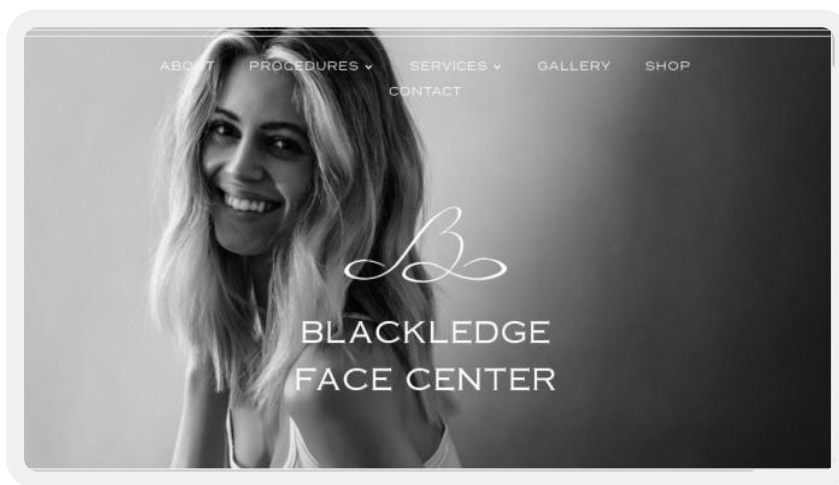 ABOUT PROCEDURES SERVICES GALLERY SHOP
CONTACT
BLACKLEDGE
FACE CENTER